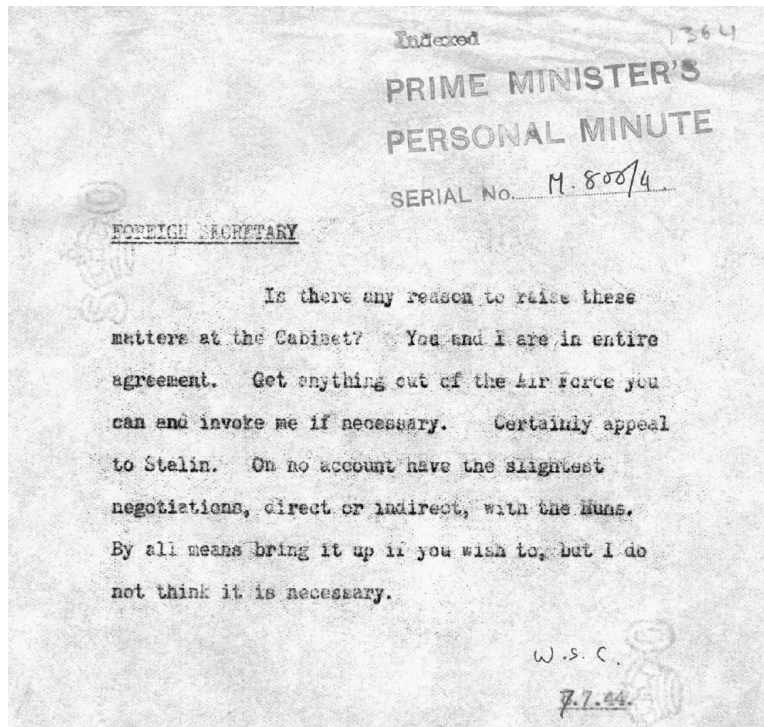 Indexed
1364
PRIME MINISTER'S
PERSONAL MINUTE
SERIAL No. M.800/4
FOREIGN SECRETARY
Is there any reason to raise these
matters at the Cabinet? You and I are in entire
agreement. Get anything out of the Air Force you
can and invoke me if necessary. Certainly appeal
to Stalin. On no account have the slightest
negotiations, direct or indirect, with the Huns.
By all means bring it up if you wish to, but I do
not think it is necessary.
W.S.C.
7.7.44.